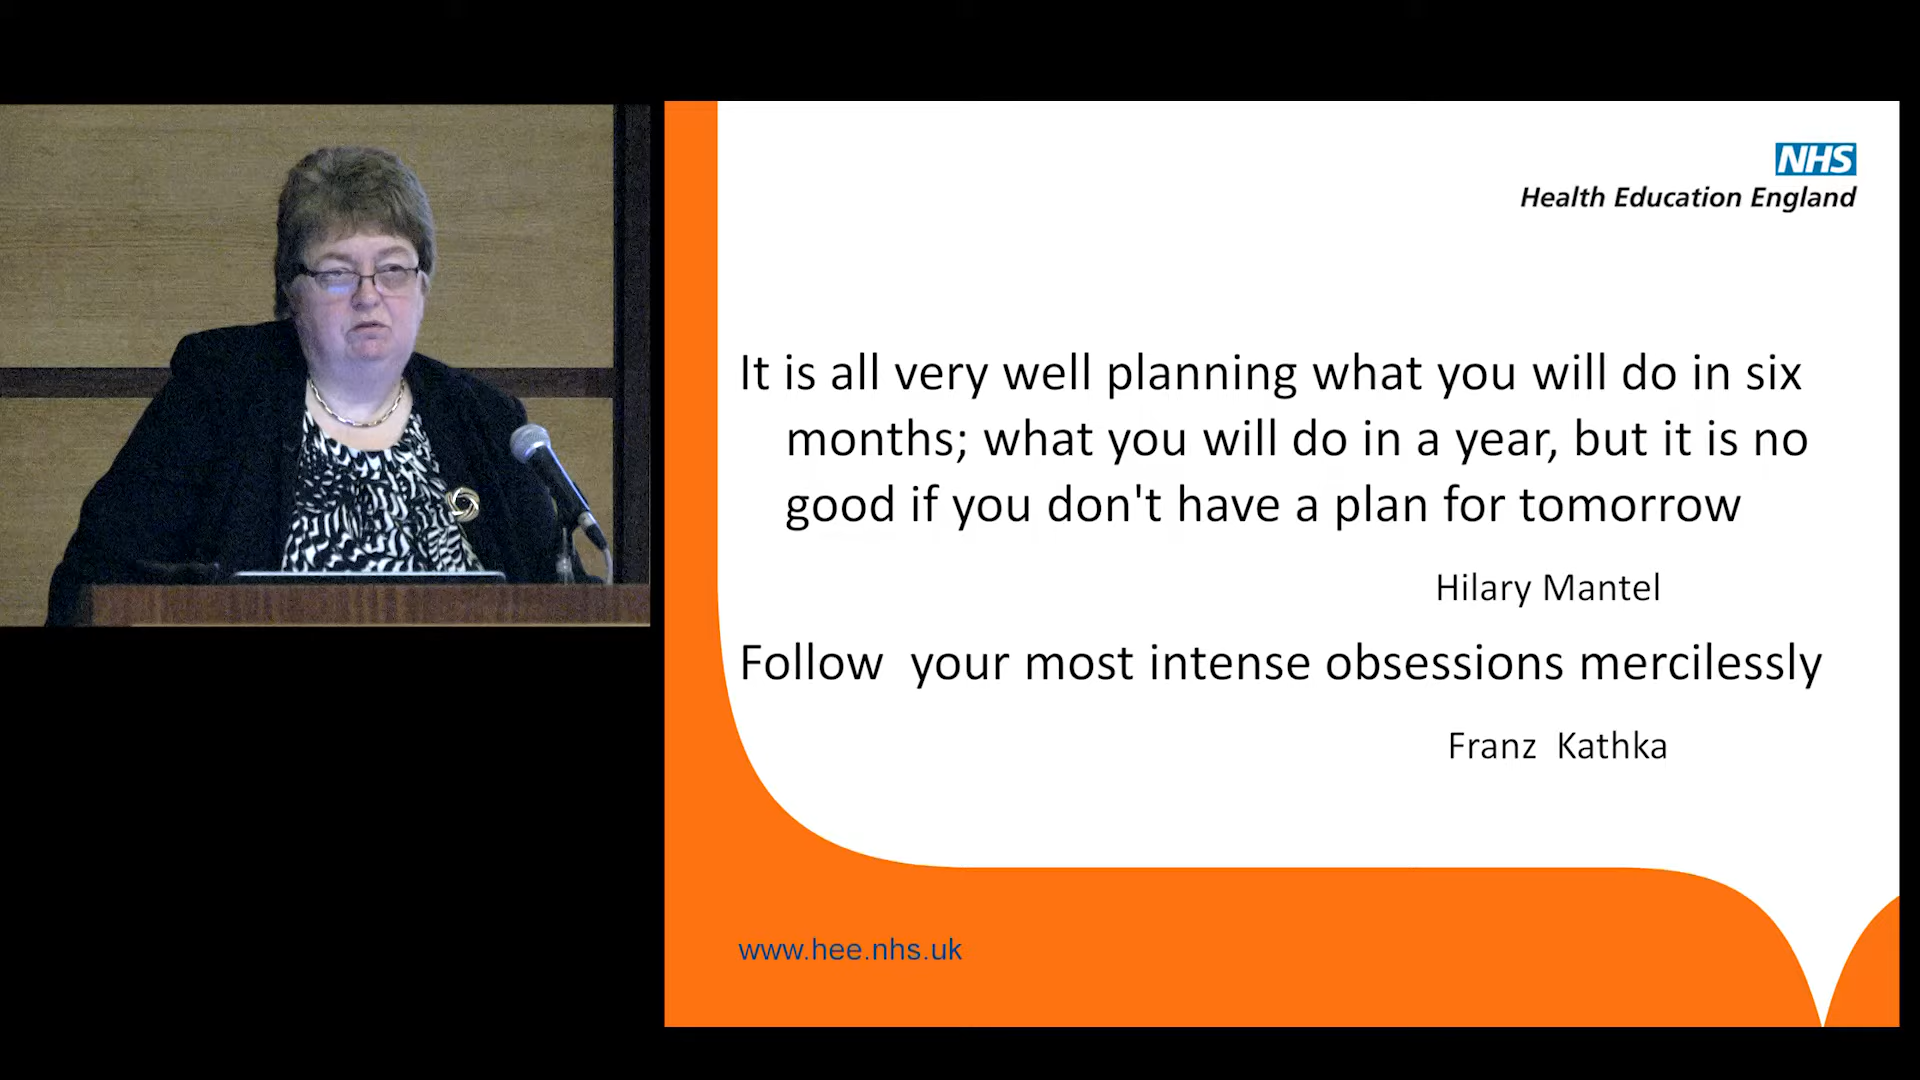 NHS
Health Education England
It is all very well planning what you will do in six
months; what you will do in a year, but it is no
good if you don't have a plan for tomorrow
Hilary Mantel
Follow  your most intense obsessions mercilessly
Franz  Kathka
www.hee.nhs.uk